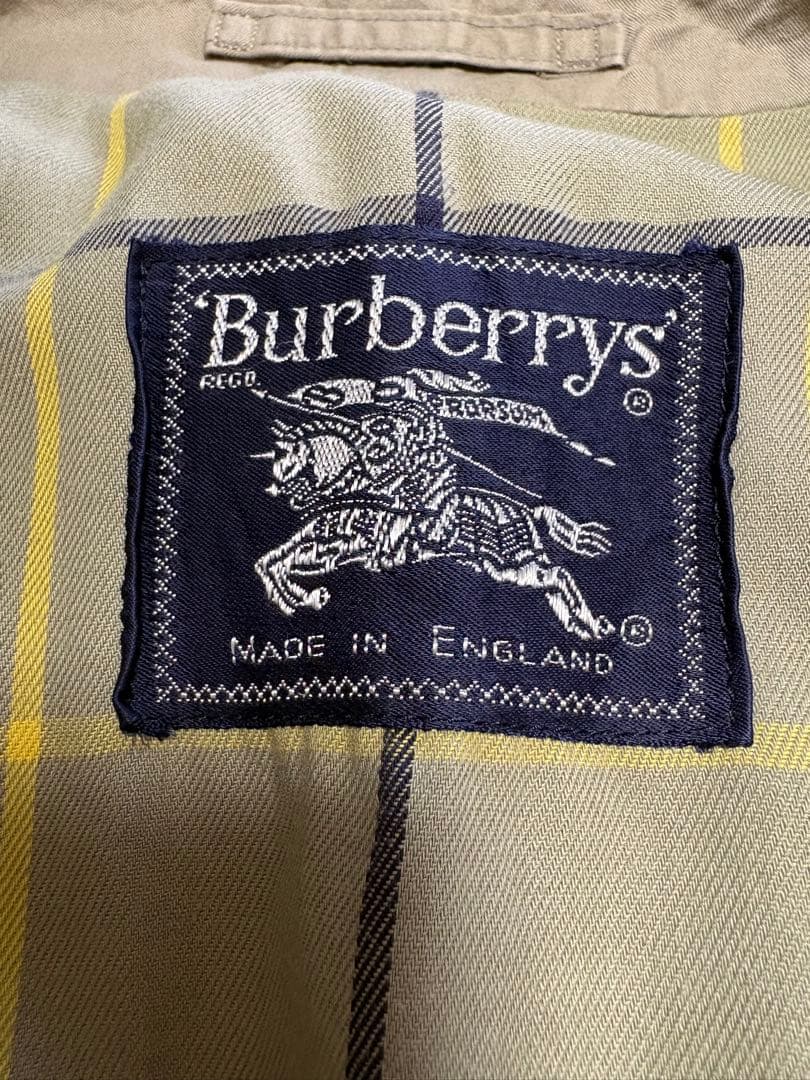 'Burberrys'
REGD.
PRORSUM
®
®
MADE IN ENGLAND